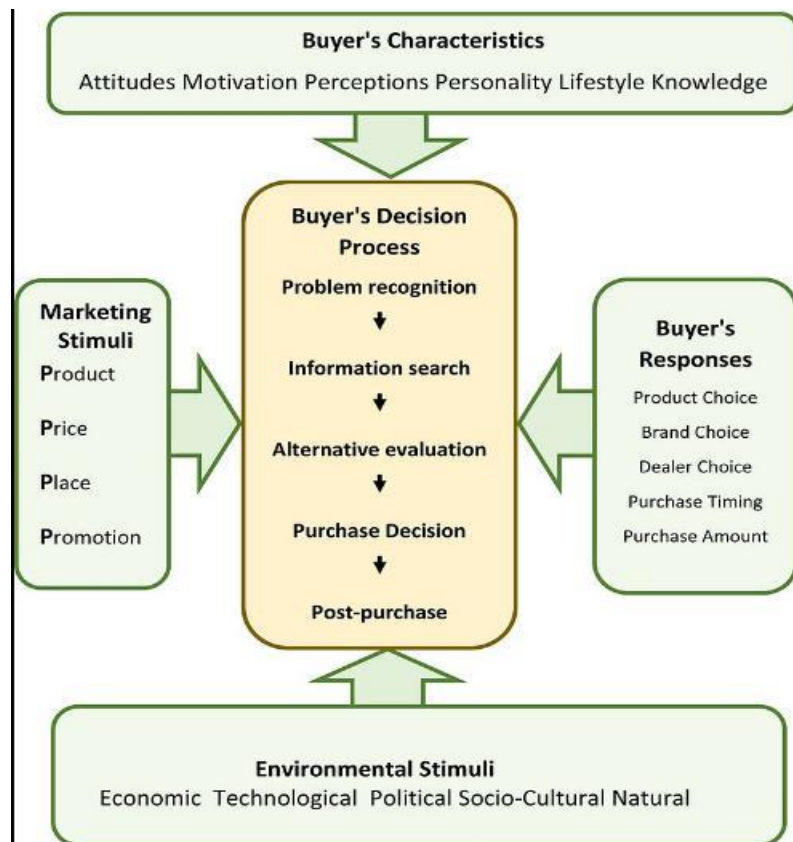 Buyer's Characteristics
Attitudes Motivation Perceptions Personality Lifestyle Knowledge
Buyer's Decision
Process
Problem recognition
Information search
Alternative evaluation
Purchase Decision
Post-purchase
Marketing
Stimuli
Product
Price
Place
Promotion
Buyer's
Responses
Product Choice
Brand Choice
Dealer Choice
Purchase Timing
Purchase Amount
Environmental Stimuli
Economic Technological Political Socio-Cultural Natural